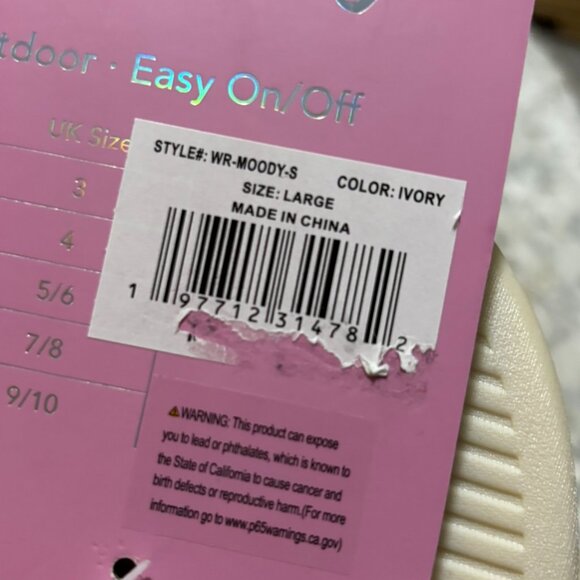 · Easy On/Off
UK Size
3
4
5/6
7/8
9/10
STYLE#: WR-MOODY-S
COLOR: IVORY
SIZE: LARGE
MADE IN CHINA
1 97712 31478 2
⚠WARNING: This product can expose
you to lead or phthalates, which is known to
the State of California to cause cancer and
birth defects or reproductive harm.(For more
information go to www.p65warnings.ca.gov)